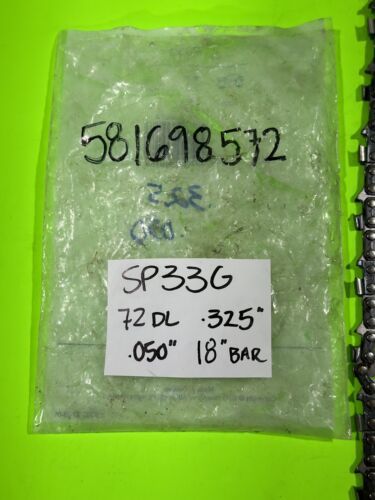 581698572
.325
.050
SP33G
72 DL .325"
.050" 18" BAR